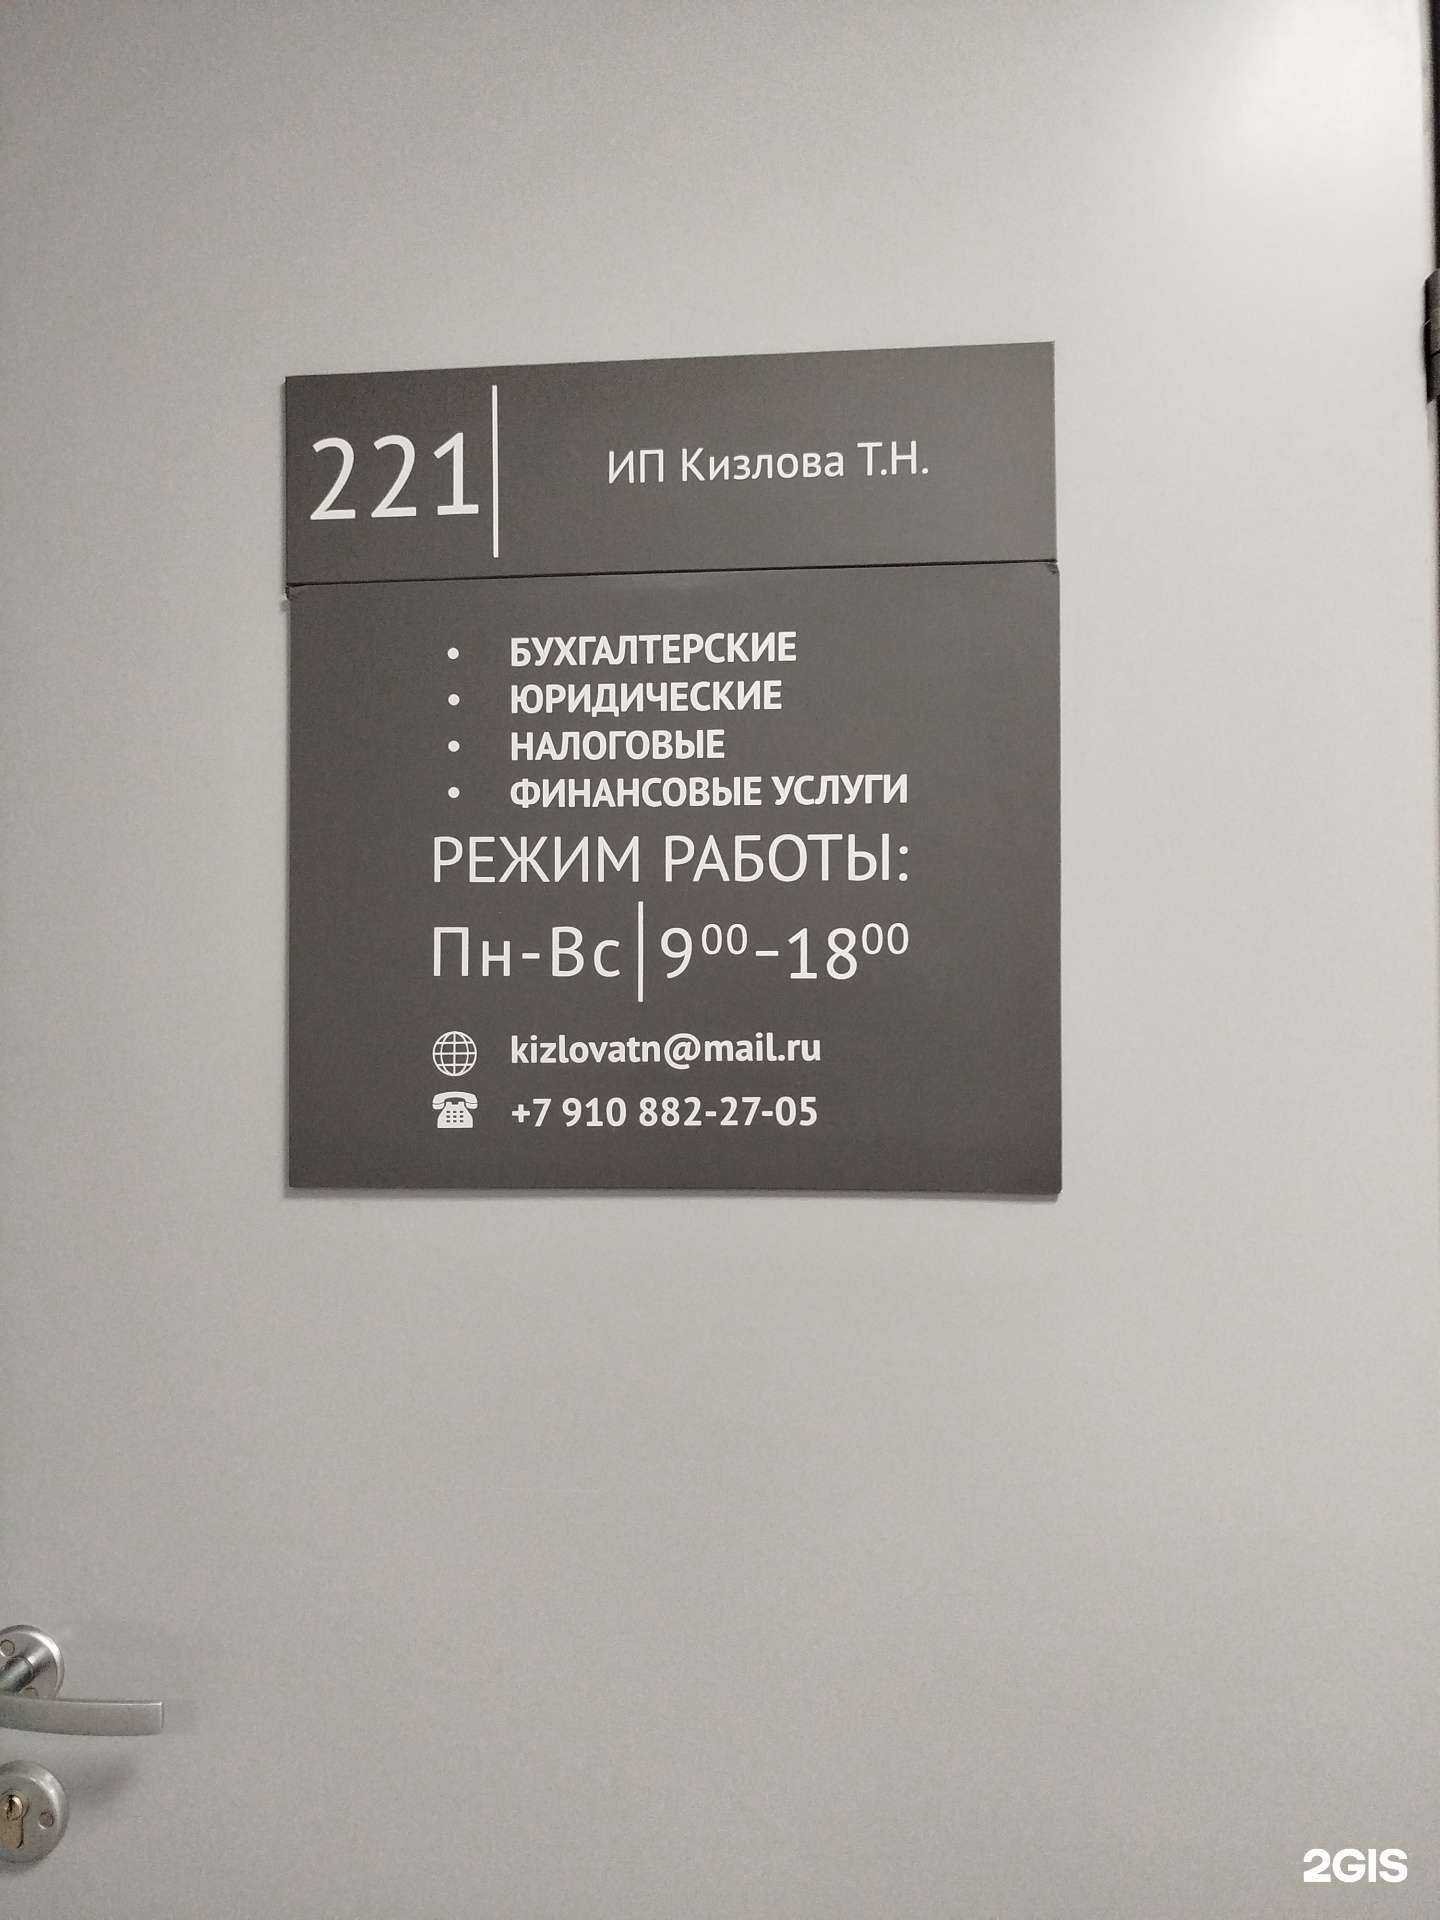 221 ИП Кизлова Т.Н.
• БУХГАЛТЕРСКИЕ
• ЮРИДИЧЕСКИЕ
• НАЛОГОВЫЕ
• ФИНАНСОВЫЕ УСЛУГИ
РЕЖИМ РАБОТЫ:
Пн-Вс 9⁰⁰-18⁰⁰
kizlovatn@mail.ru
+7 910 882-27-05
2GIS